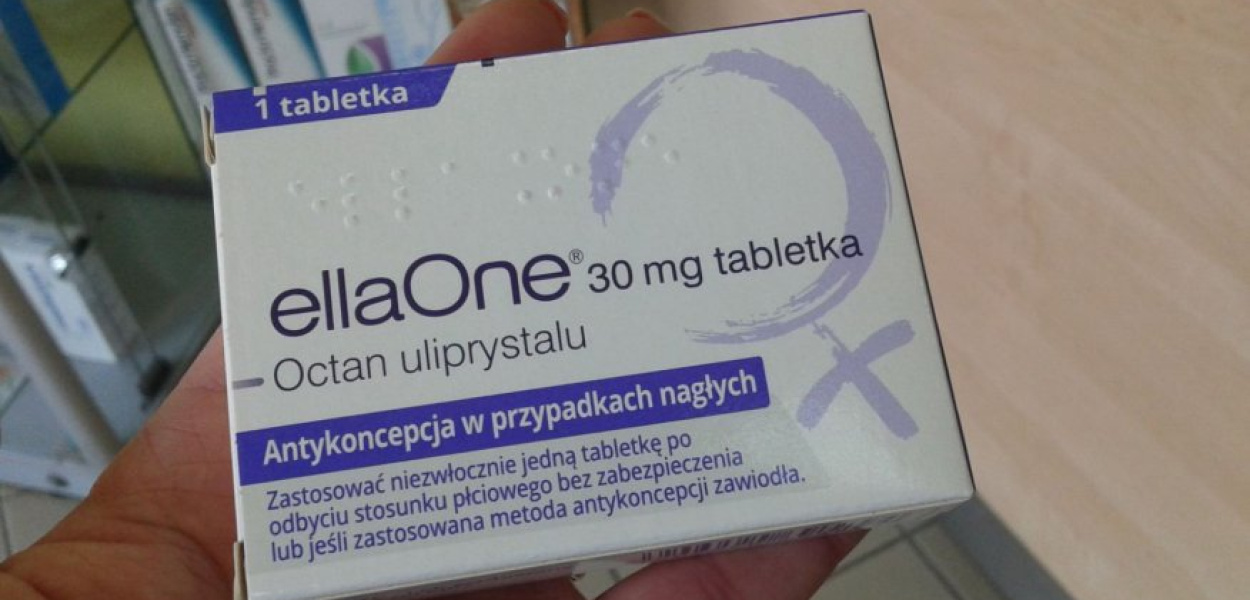 1 tabletka
ellaOne® 30 mg tabletka
Octan uliprystalu
Antykoncepcja w przypadkach nagłych
Zastosować niezwłocznie jedną tabletkę po
odbyciu stosunku płciowego bez zabezpieczenia
lub jeśli zastosowana metoda antykoncepcji zawiodła.